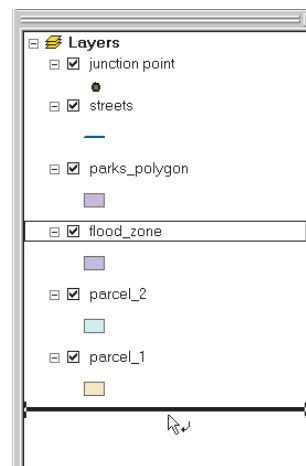 Layers
junction point
streets
parks_polygon
flood_zone
parcel_2
parcel_1